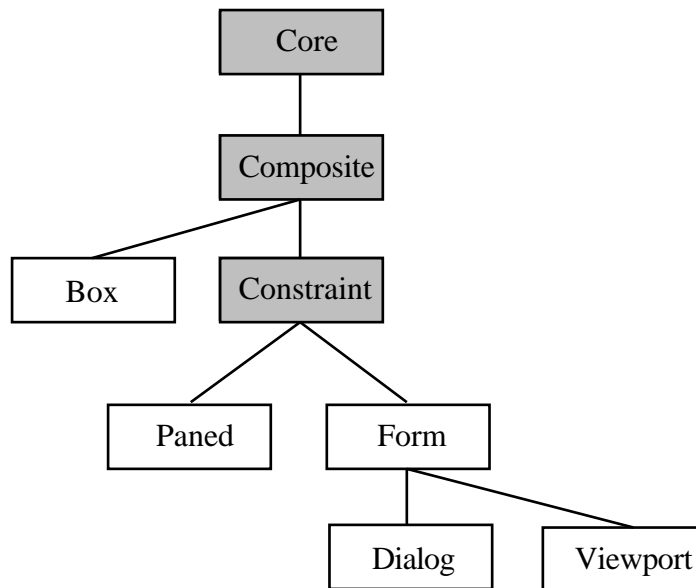 Core
Composite
Box
Constraint
Paned
Form
Dialog
Viewport